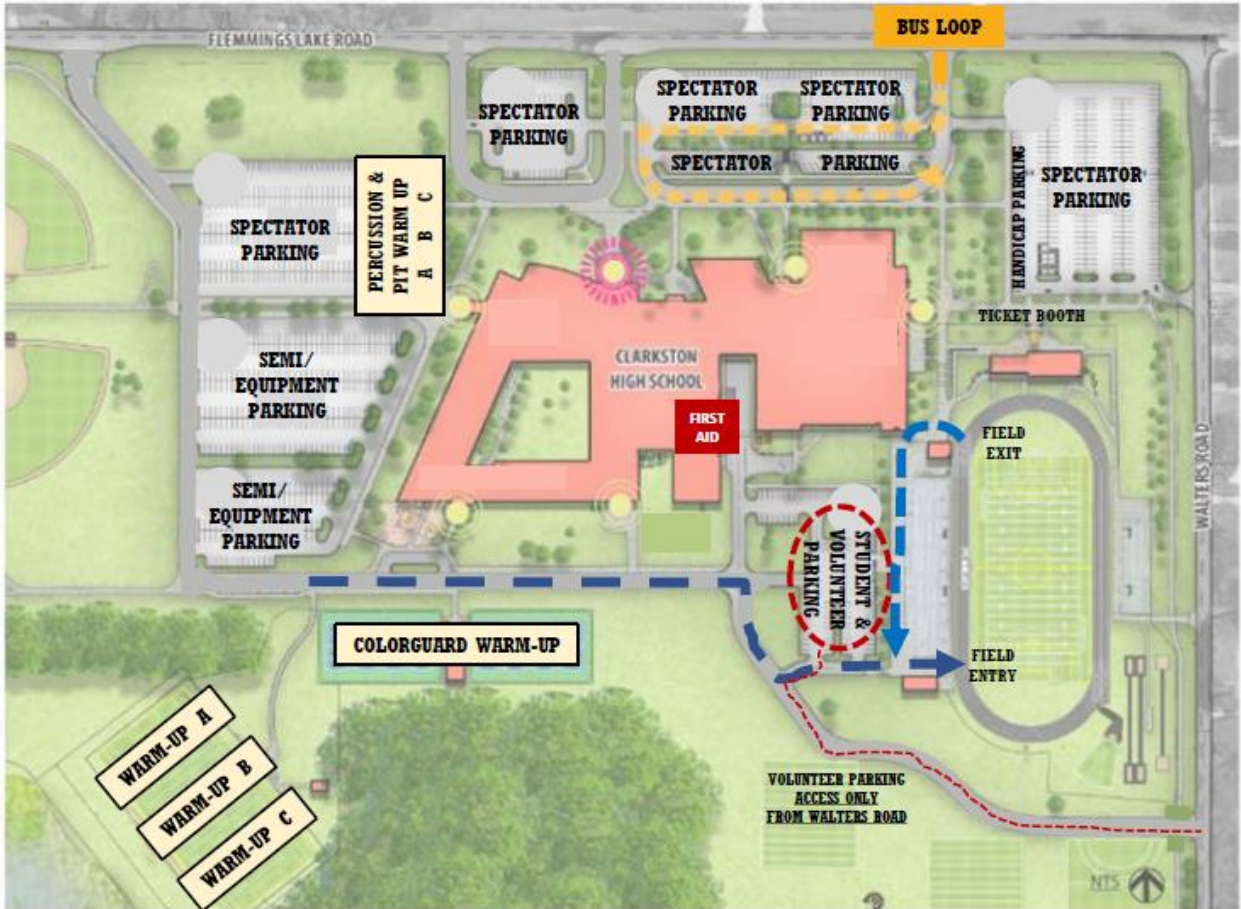 BUS LOOP
FLEMMINGS LAKE ROAD
SPECTATOR
PARKING
SPECTATOR
PARKING
SPECTATOR
PARKING
SPECTATOR
PARKING
HANDICAP PARKING
SPECTATOR
PARKING
SPECTATOR
PARKING
PERCUSSION &
PIT WARM UP
A B C
TICKET BOOTH
SEMI/
EQUIPMENT
PARKING
CLARKSTON
HIGH SCHOOL
FIRST
AID
FIELD
EXIT
WALTERS ROAD
SEMI/
EQUIPMENT
PARKING
STUDENT &
VOLUNTEER
PARKING
COLORGUARD WARM-UP
FIELD
ENTRY
WARM-UP A
WARM-UP B
WARM-UP C
VOLUNTEER PARKING
ACCESS ONLY
FROM WALTERS ROAD
NTS